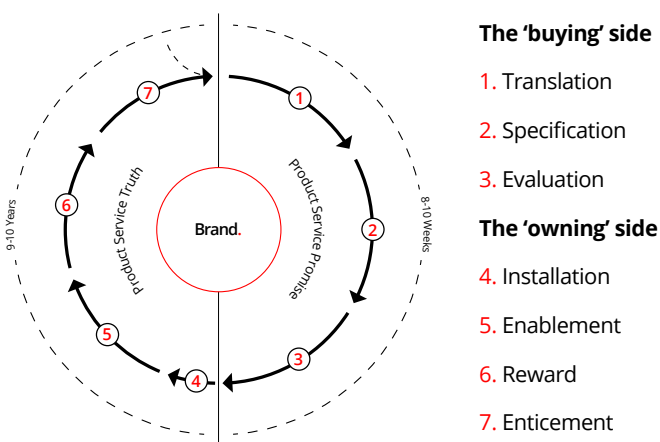 1
2
3
4
5
6
7
Brand.
Product Service Promise
Product Service Truth
8-10 Weeks
9-10 Years
The ‘buying’ side
1. Translation
2. Specification
3. Evaluation
The ‘owning’ side
4. Installation
5. Enablement
6. Reward
7. Enticement